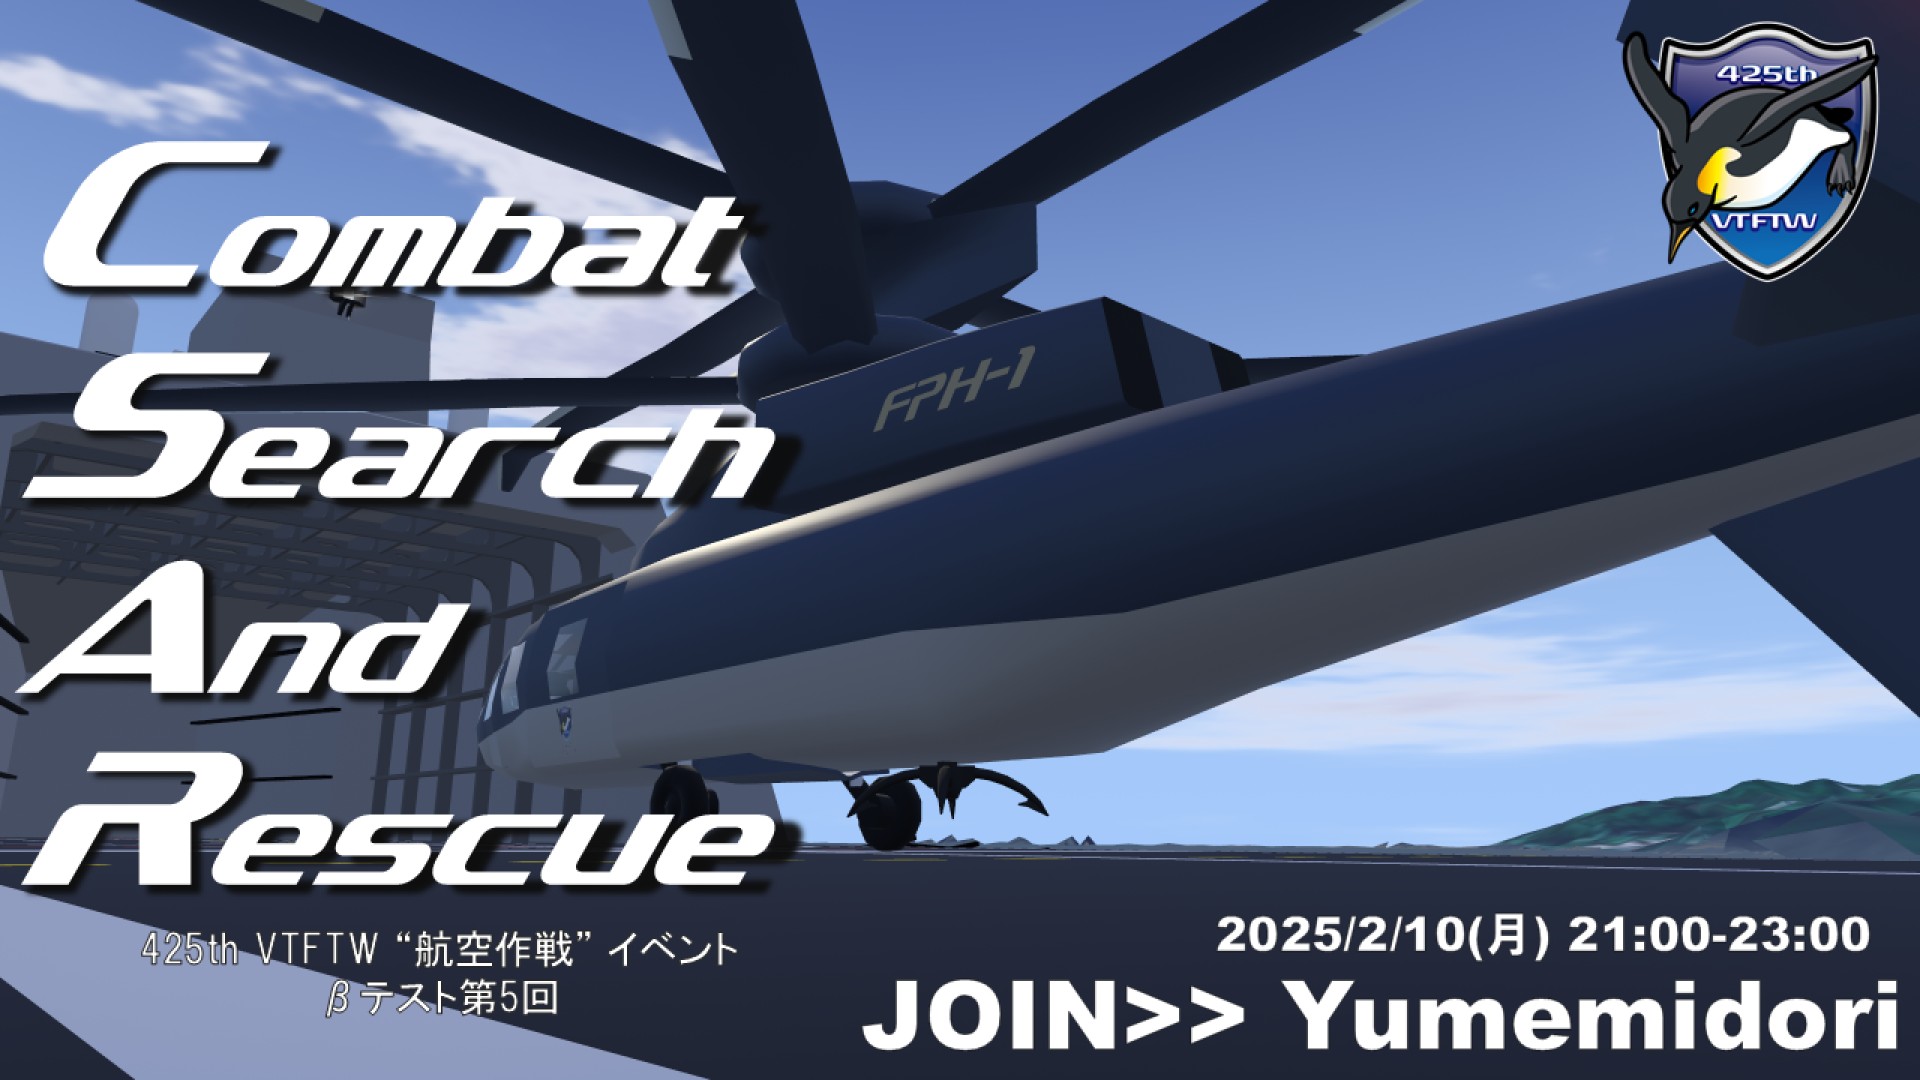 Combat
Search
And
Rescue
425th VTFTW “航空作戦” イベント
βテスト第5回
425th
VTFTW
FPH-1
2025/2/10(月) 21:00-23:00
JOIN>> Yumemidori